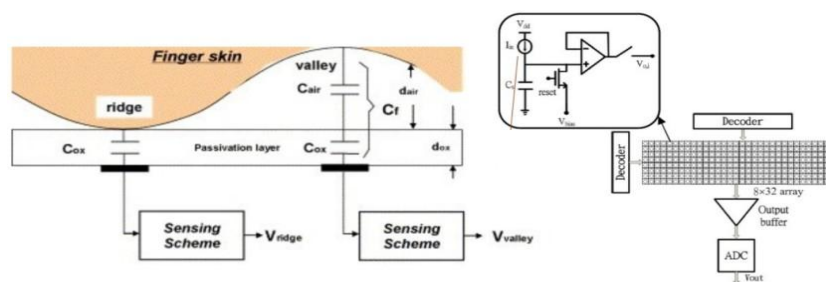 Finger skin
valley
Cair
dair
Cf
ridge
Cox
Passivation layer
Cox
dox
Sensing
Scheme
Vridge
Sensing
Scheme
Vvalley
Vdd
reset
Decoder
Decoder
8×32 array
Output
buffer
ADC
Vout